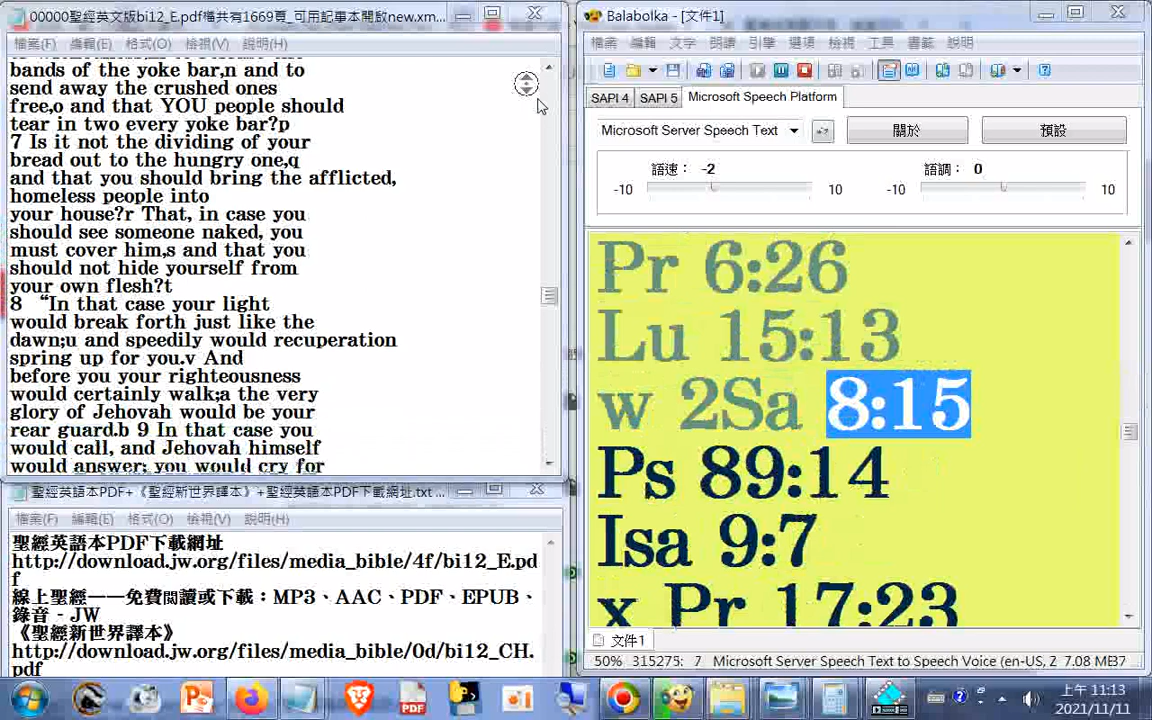 00000聖經英文版bi12_E.pdf檔共有1669頁_可用記事本開啟new.xm...
檔案(F) 編輯(E) 格式(O) 檢視(V) 說明(H)
bands of the yoke bar,n and to
send away the crushed ones
free,o and that YOU people should
tear in two every yoke bar?p
7 Is it not the dividing of your
bread out to the hungry one,q
and that you should bring the afflicted,
homeless people into
your house?r That, in case you
should see someone naked, you
must cover him,s and that you
should not hide yourself from
your own flesh?t
8 “In that case your light
would break forth just like the
dawn;u and speedily would recuperation
spring up for you.v And
before you your righteousness
would certainly walk;a the very
glory of Jehovah would be your
rear guard.b 9 In that case you
would call, and Jehovah himself
would answer; you would cry for
聖經英語本PDF+《聖經新世界譯本》+聖經英語本PDF下載網址.txt ...
檔案(F) 編輯(E) 格式(O) 檢視(V) 說明(H)
聖經英語本PDF下載網址
http://download.jw.org/files/media_bible/4f/bi12_E.pd
f
線上聖經——免費閱讀或下載：MP3、AAC、PDF、EPUB、
錄音 - JW
《聖經新世界譯本》
http://download.jw.org/files/media_bible/0d/bi12_CH.
pdf
Balabolka - [文件1]
檔案 編輯 文字 朗讀 引擎 選項 檢視 工具 書籤 說明
SAPI 4 SAPI 5 Microsoft Speech Platform
Microsoft Server Speech Text 關於 預設
語速： -2 語調： 0
-10 10 -10 10
Pr 6:26
Lu 15:13
w 2Sa 8:15
Ps 89:14
Isa 9:7
x Pr 17:23
文件1
50% 315275: 7 Microsoft Server Speech Text to Speech Voice (en-US, Z 7.08 MB37
上午 11:13
2021/11/11